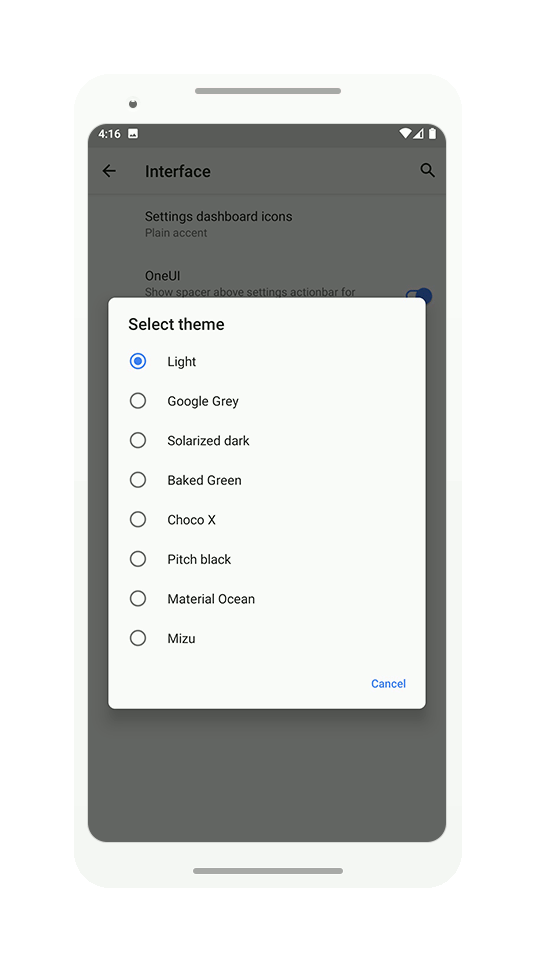 4:16
Interface
Settings dashboard icons
Plain accent
OneUI
Show spacer above settings actionbar for
Select theme
Light
Google Grey
Solarized dark
Baked Green
Choco X
Pitch black
Material Ocean
Mizu
Cancel